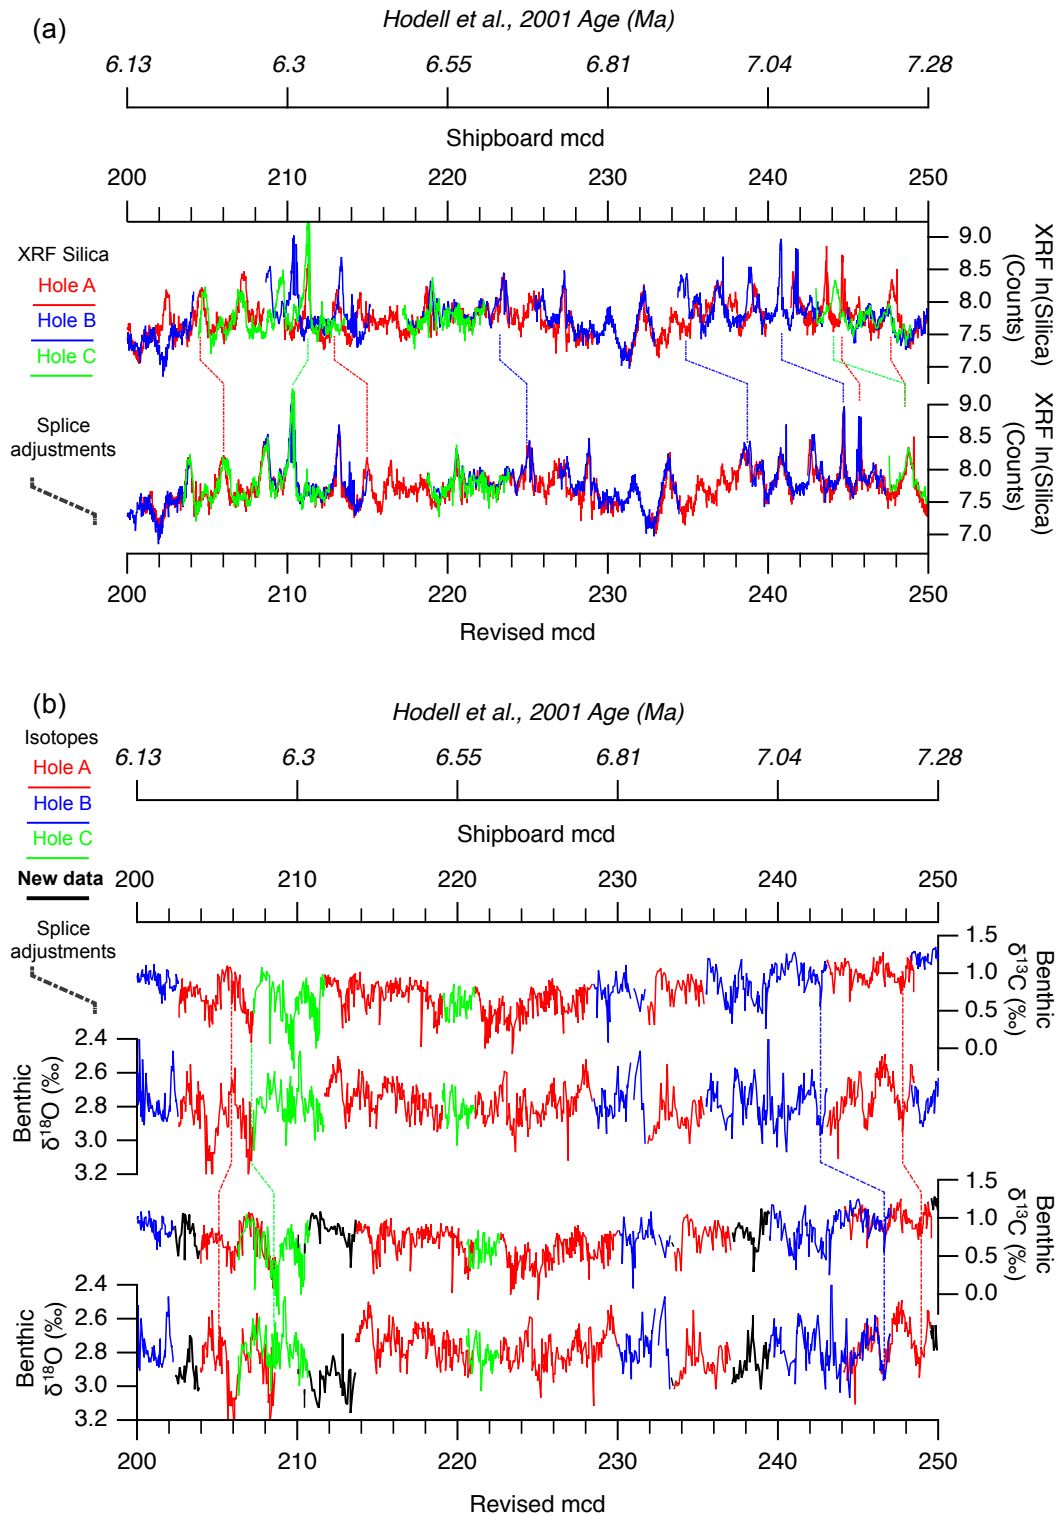 (a)
Hodell et al., 2001 Age (Ma)
6.13 6.3 6.55 6.81 7.04 7.28
Shipboard mcd
200 210 220 230 240 250
XRF Silica
Hole A
Hole B
Hole C
9.0
8.5
8.0
7.5
7.0
XRF ln(Silica)
(Counts)
Splice
adjustments
9.0
8.5
8.0
7.5
7.0
XRF ln(Silica)
(Counts)
200 210 220 230 240 250
Revised mcd
(b)
Hodell et al., 2001 Age (Ma)
Isotopes
Hole A
Hole B
Hole C
New data
Splice
adjustments
6.13 6.3 6.55 6.81 7.04 7.28
Shipboard mcd
200 210 220 230 240 250
1.5
1.0
0.5
0.0
Benthic
δ¹³C (‰)
2.4
2.6
2.8
3.0
3.2
Benthic
δ¹⁸O (‰)
1.5
1.0
0.5
0.0
Benthic
δ¹³C (‰)
2.4
2.6
2.8
3.0
3.2
Benthic
δ¹⁸O (‰)
200 210 220 230 240 250
Revised mcd